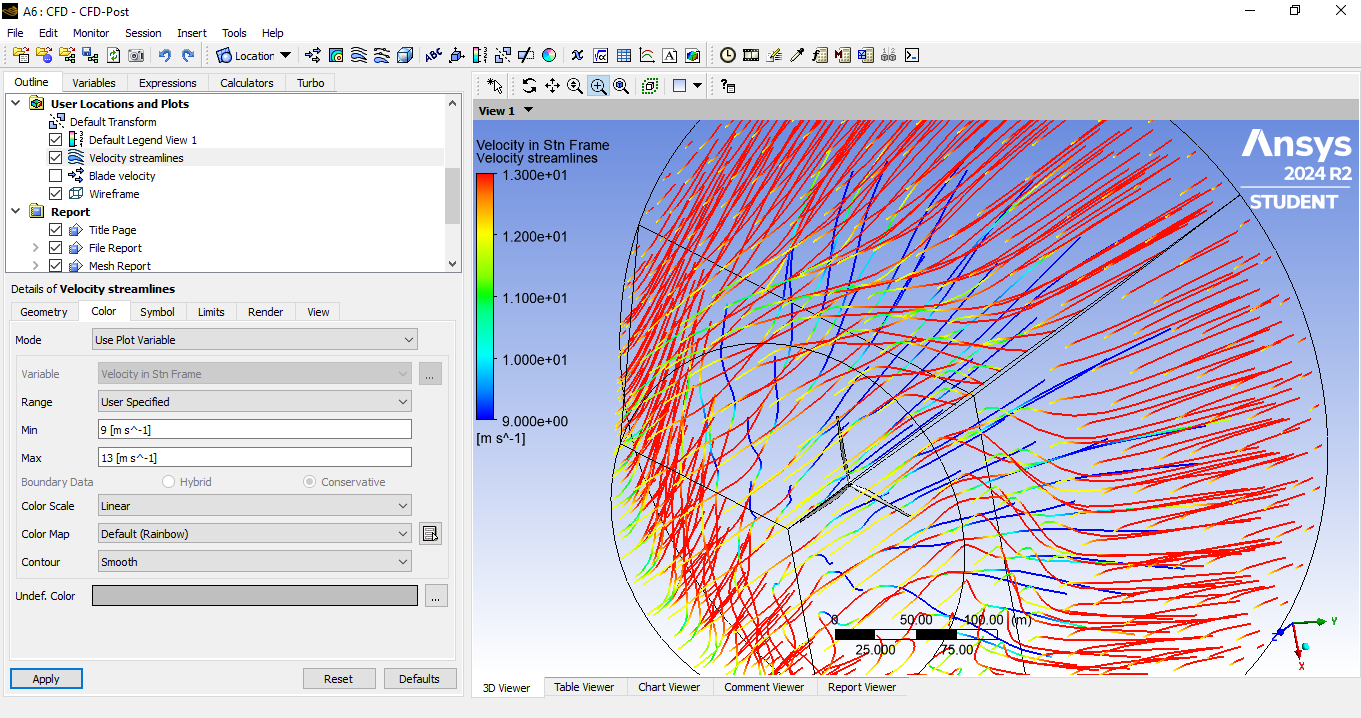 A6 : CFD - CFD-Post
File Edit Monitor Session Insert Tools Help
Location
Outline Variables Expressions Calculators Turbo
User Locations and Plots
Default Transform
Default Legend View 1
Velocity streamlines
Blade velocity
Wireframe
Report
Title Page
File Report
Mesh Report
Details of Velocity streamlines
Geometry Color Symbol Limits Render View
Mode Use Plot Variable
Variable Velocity in Stn Frame ...
Range User Specified
Min 9 [m s^-1]
Max 13 [m s^-1]
Boundary Data Hybrid Conservative
Color Scale Linear
Color Map Default (Rainbow)
Contour Smooth
Undef. Color ...
Apply Reset Defaults
View 1
Velocity in Stn Frame
Velocity streamlines
1.300e+01
1.200e+01
1.100e+01
1.000e+01
9.000e+00
[m s^-1]
Ansys
2024 R2
STUDENT
0 50.00 100.00 (m)
25.000 75.00
Y
Z
X
3D Viewer Table Viewer Chart Viewer Comment Viewer Report Viewer